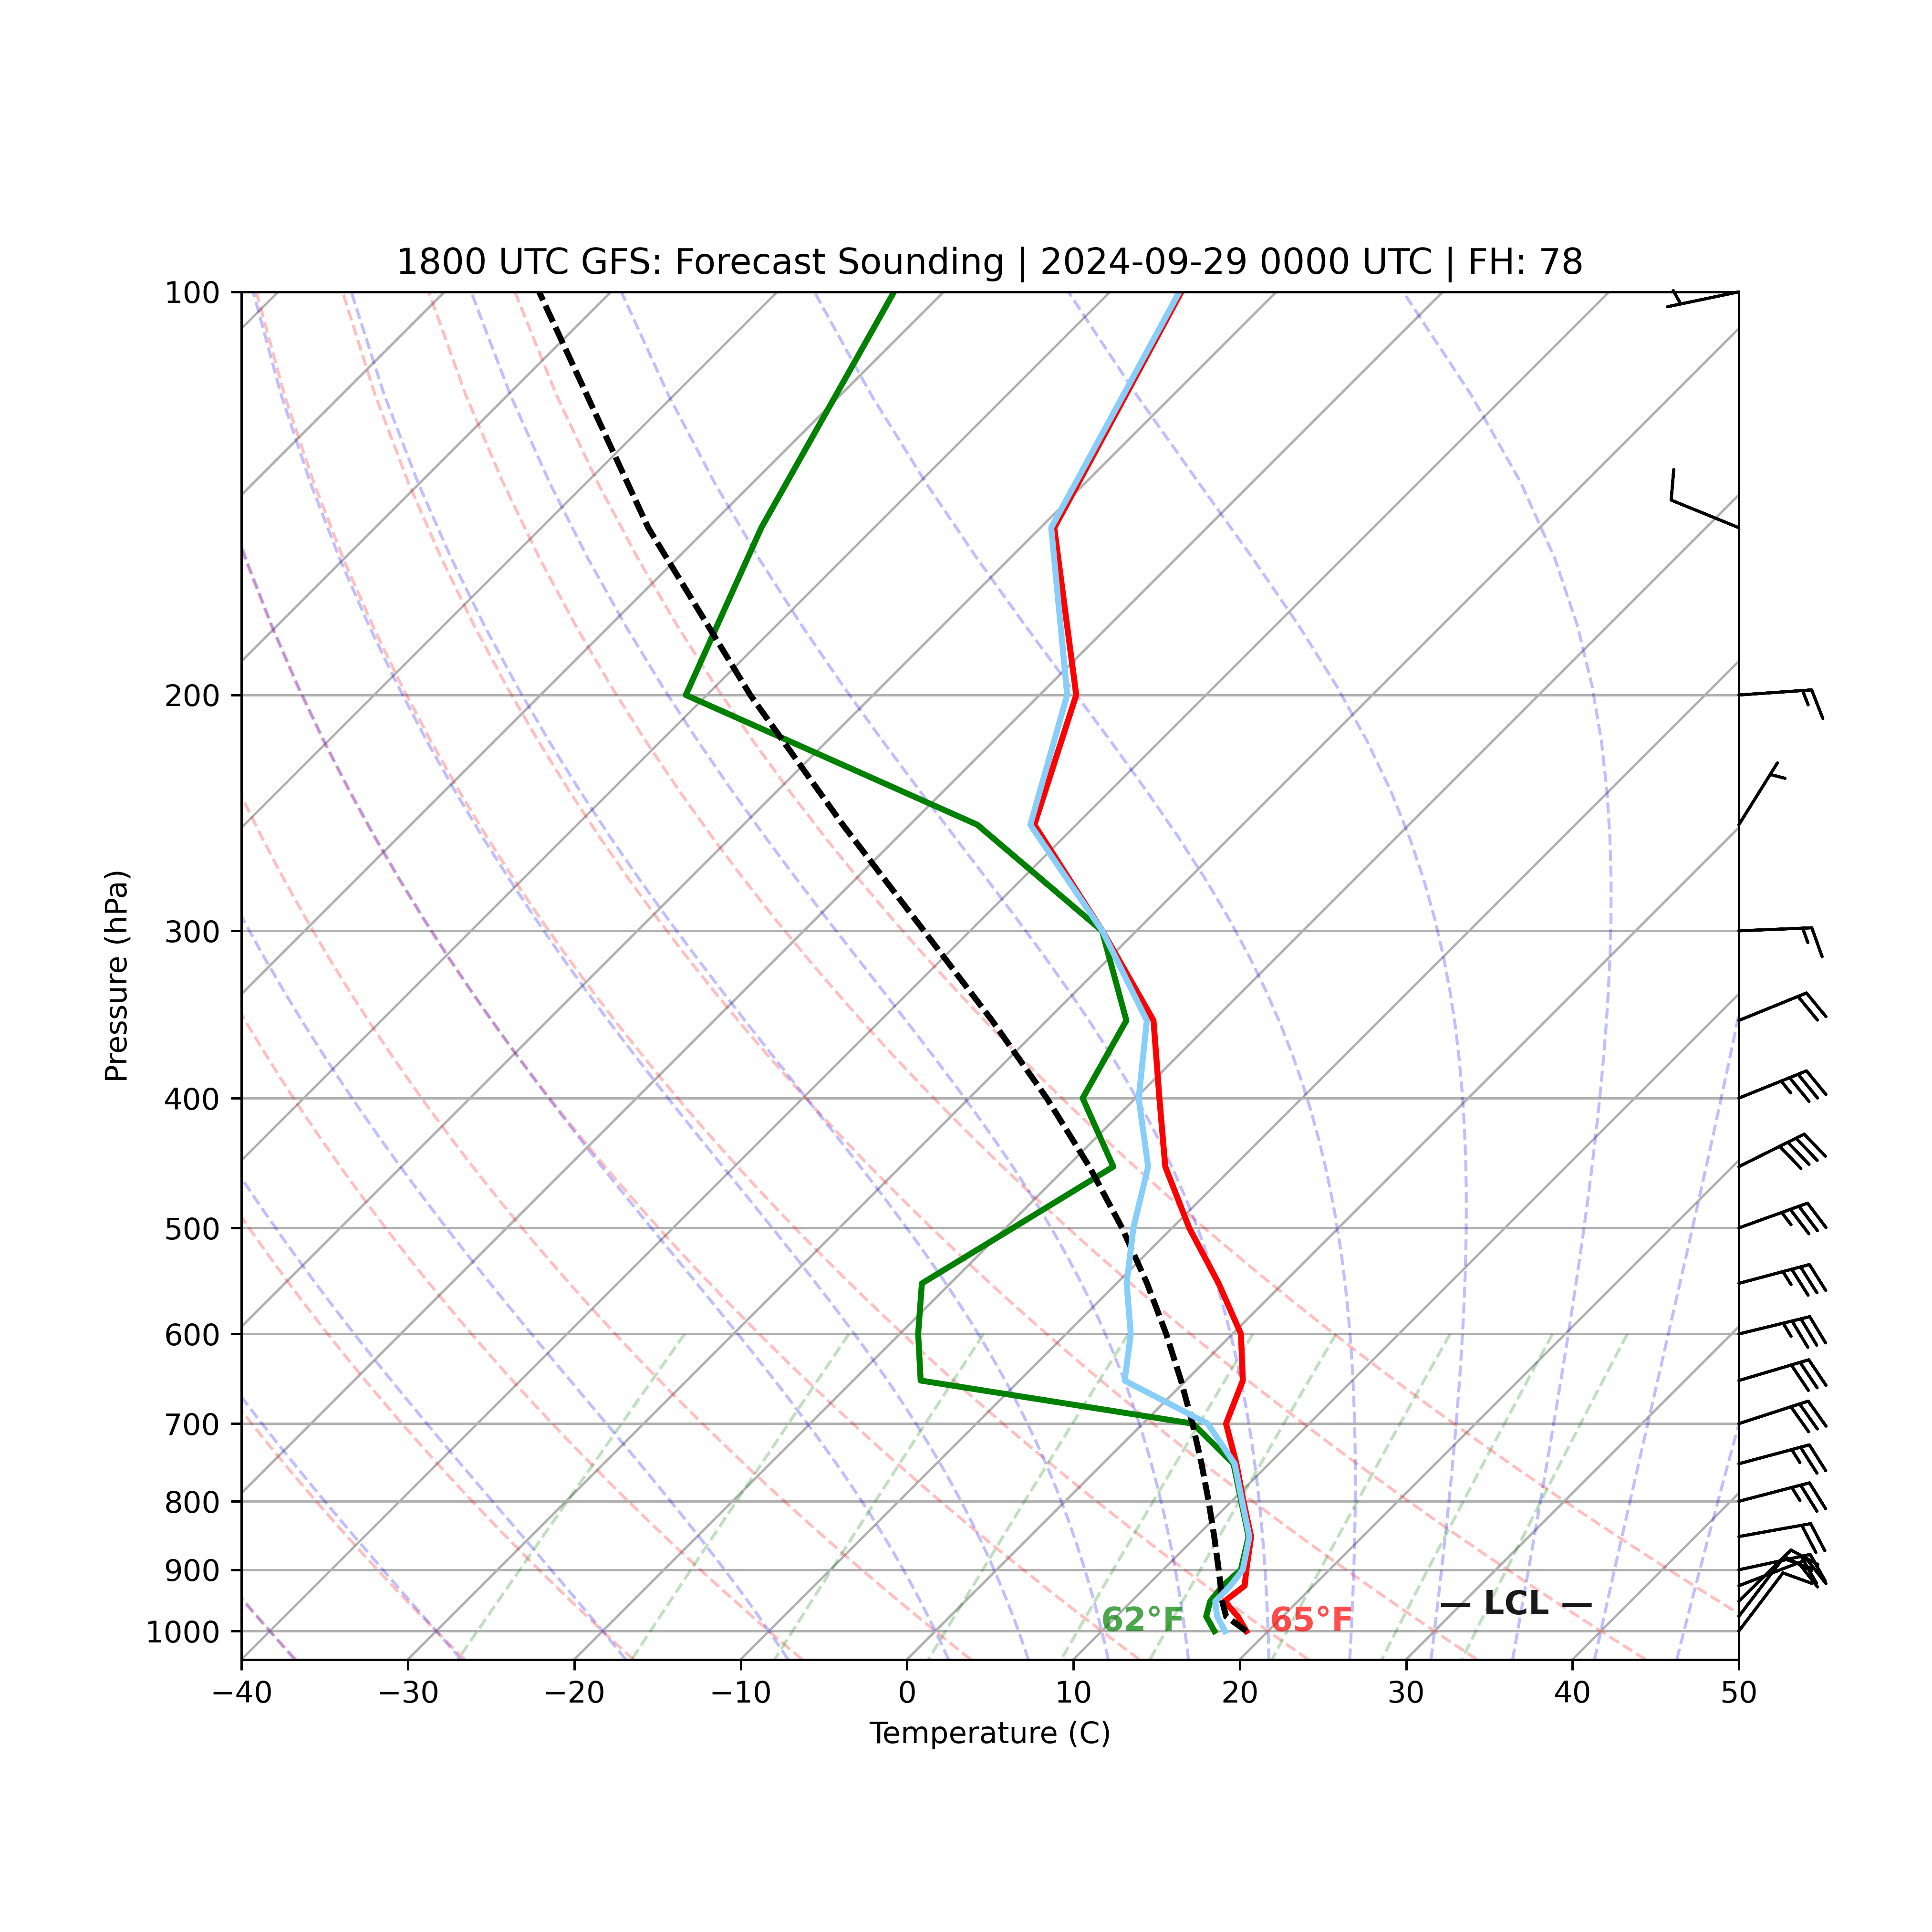 1800 UTC GFS: Forecast Sounding | 2024-09-29 0000 UTC | FH: 78
100
200
300
400
500
600
700
800
900
1000
Pressure (hPa)
62°F
65°F
— LCL —
−40 −30 −20 −10 0 10 20 30 40 50
Temperature (C)